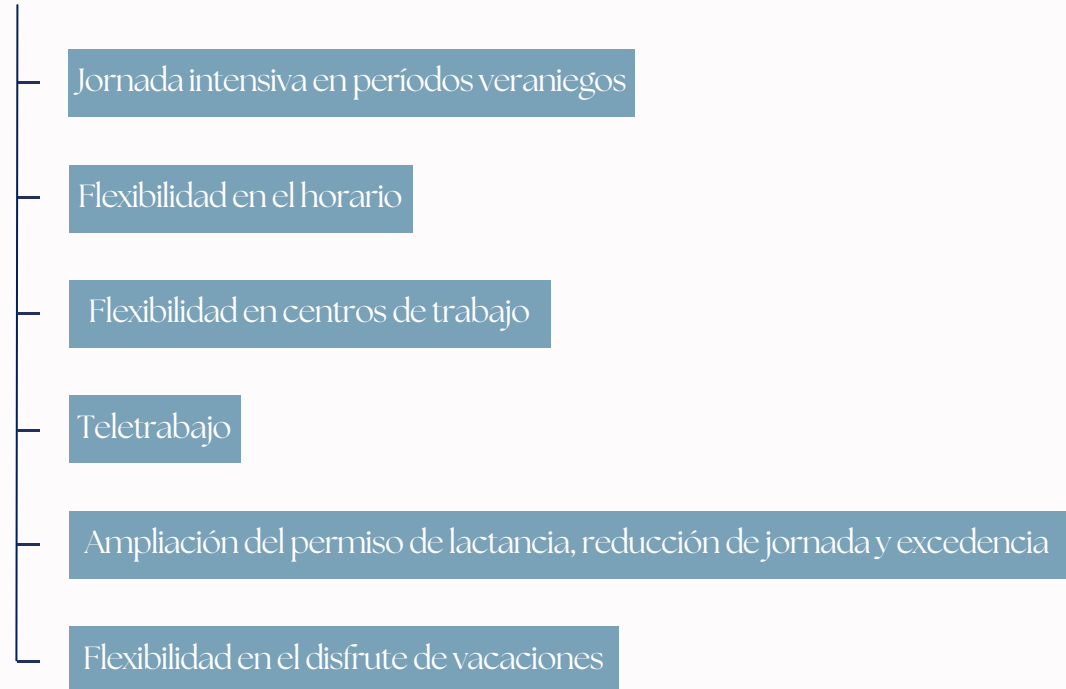 Jornada intensiva en períodos veraniegos
Flexibilidad en el horario
Flexibilidad en centros de trabajo
Teletrabajo
Ampliación del permiso de lactancia, reducción de jornada y excedencia
Flexibilidad en el disfrute de vacaciones